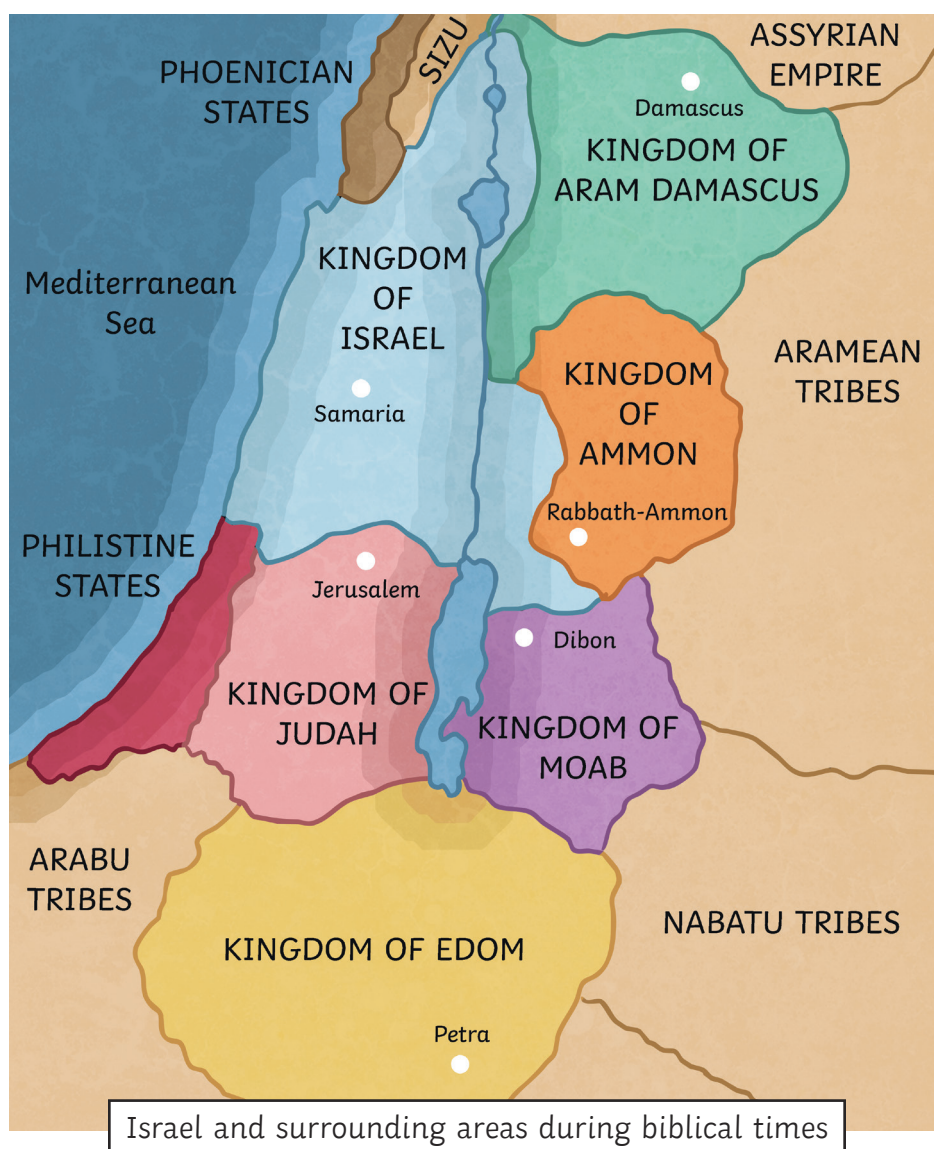 PHOENICIAN
STATES
SIZU
ASSYRIAN
EMPIRE
Damascus
KINGDOM OF
ARAM DAMASCUS
Mediterranean
Sea
KINGDOM
OF
ISRAEL
Samaria
KINGDOM
OF
AMMON
Rabbath-Ammon
ARAMEAN
TRIBES
PHILISTINE
STATES
Jerusalem
Dibon
KINGDOM OF
JUDAH
KINGDOM OF
MOAB
ARABU
TRIBES
NABATU TRIBES
KINGDOM OF EDOM
Petra
Israel and surrounding areas during biblical times